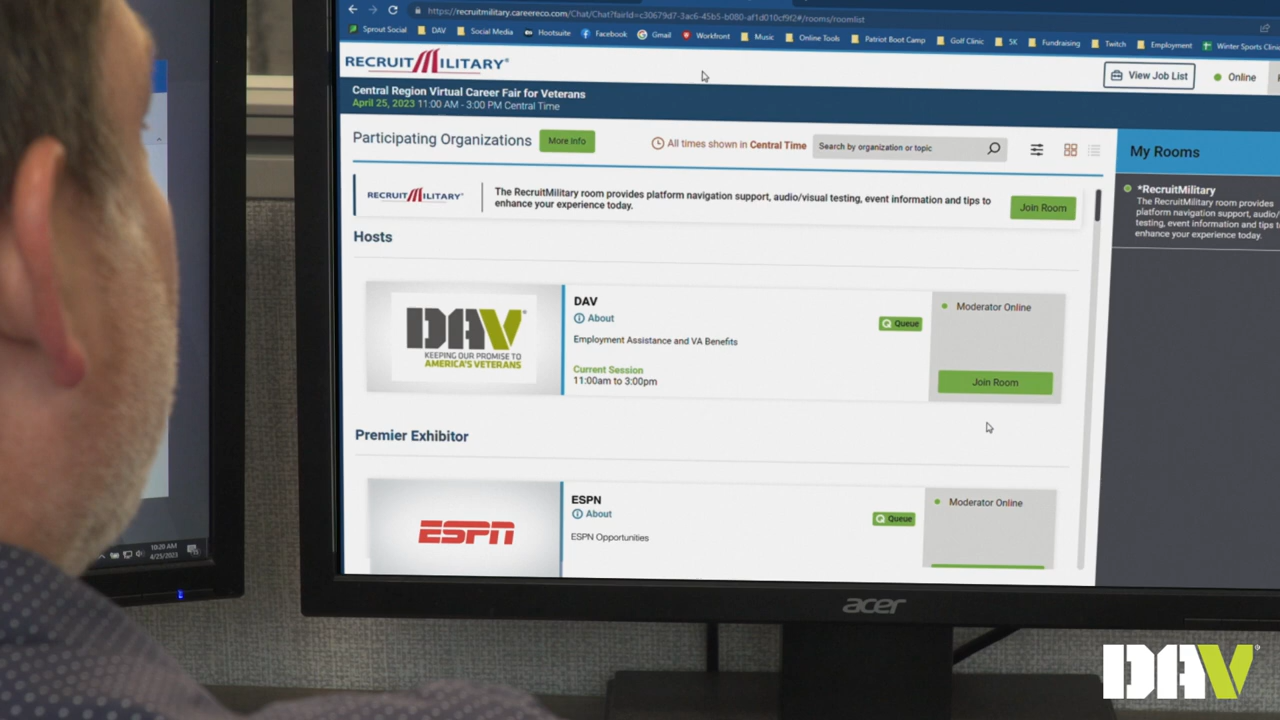 https://recruitmilitary.careereco.com/Chat/Chat?fairId=c30679d7-3ac6-45b5-b080-af1d010cf9f2#/rooms/roomlist
Sprout Social DAV Social Media Hootsuite Facebook Gmail Workfront Music Online Tools Patriot Boot Camp Golf Clinic 5K Fundraising Twitch Employment Winter Sports Clinic
RECRUITMILITARY®
View Job List
Online
Central Region Virtual Career Fair for Veterans
April 25, 2023 11:00 AM - 3:00 PM Central Time
Participating Organizations
More Info
All times shown in Central Time
Search by organization or topic
My Rooms
RECRUITMILITARY
The RecruitMilitary room provides platform navigation support, audio/visual testing, event information and tips to
enhance your experience today.
Join Room
*RecruitMilitary
The RecruitMilitary room provides
platform navigation support, audio/
testing, event information and tips
enhance your experience today.
Hosts
DAV
KEEPING OUR PROMISE TO
AMERICA'S VETERANS
DAV
About
Employment Assistance and VA Benefits
Current Session
11:00am to 3:00pm
Queue
Moderator Online
Join Room
Premier Exhibitor
ESPN
ESPN
About
ESPN Opportunities
Queue
Moderator Online
10:20 AM
4/25/2023
acer
DAV®